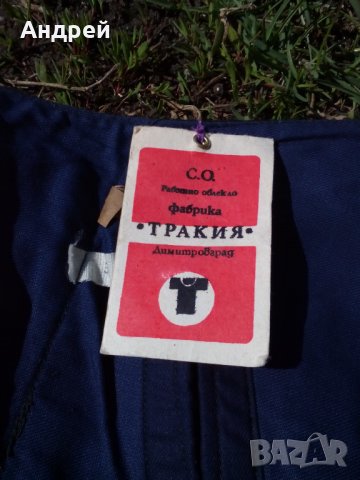 Андрей
С.О.
Работно облекло
фабрика
• ТРАКИЯ •
Димитровград
BAZAR